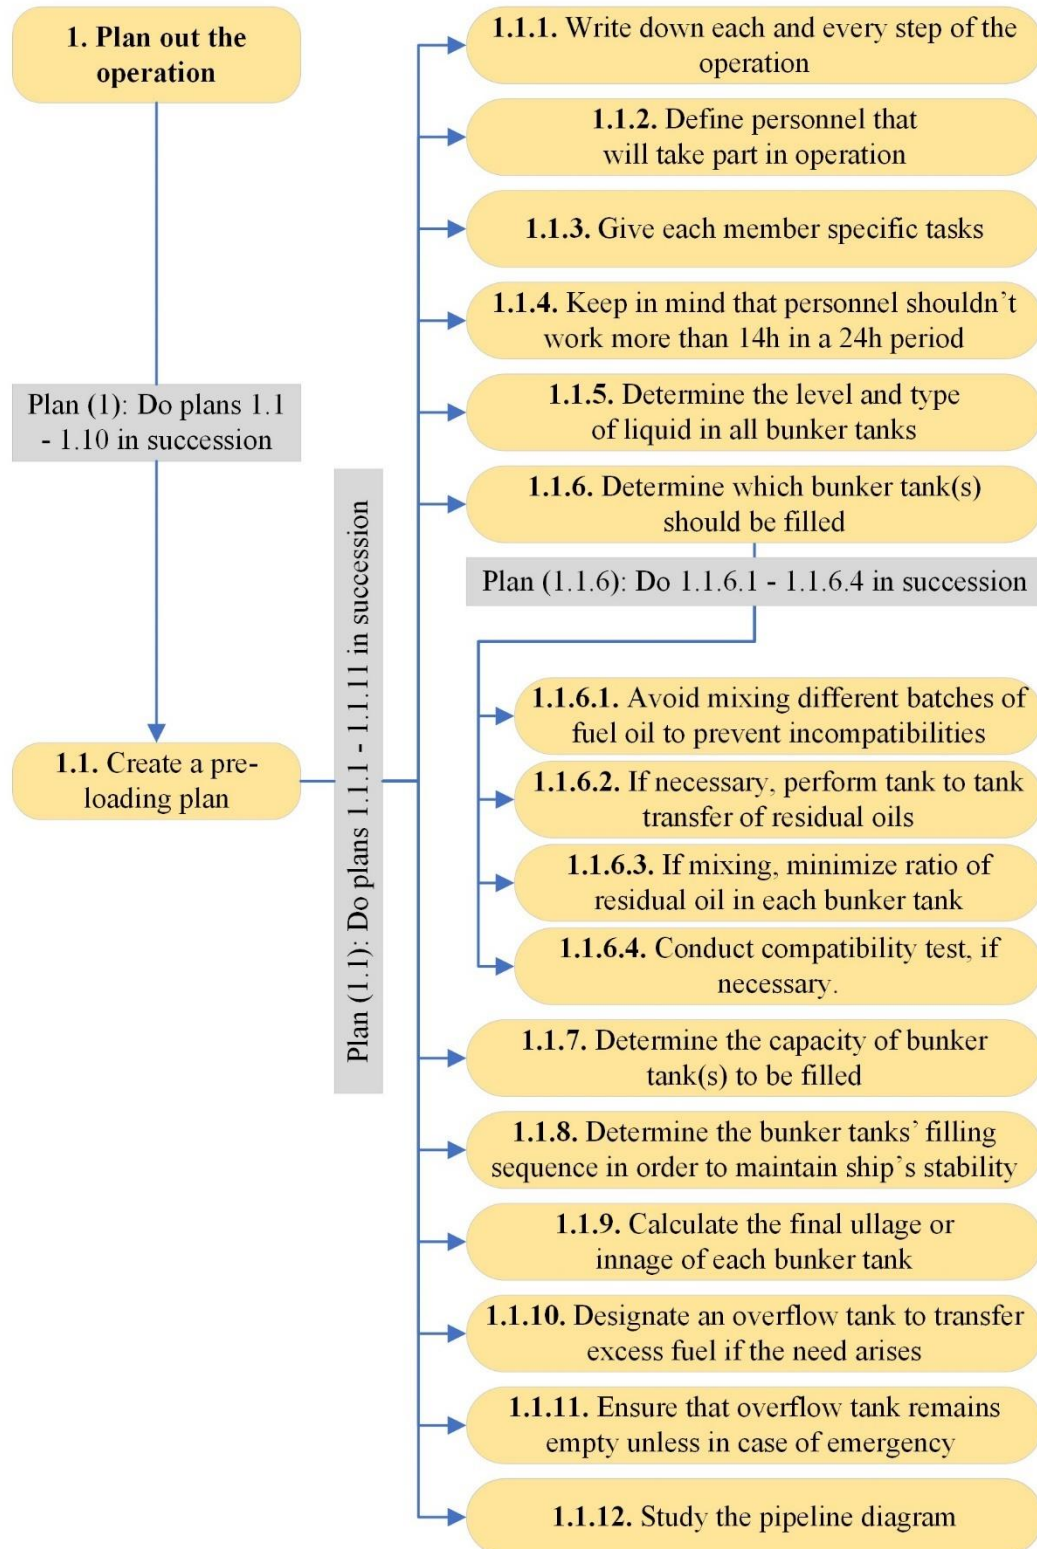 1. Plan out the
operation
Plan (1): Do plans 1.1
- 1.10 in succession
1.1. Create a pre-
loading plan
Plan (1.1): Do plans 1.1.1 - 1.1.11 in succession
1.1.1. Write down each and every step of the
operation
1.1.2. Define personnel that
will take part in operation
1.1.3. Give each member specific tasks
1.1.4. Keep in mind that personnel shouldn’t
work more than 14h in a 24h period
1.1.5. Determine the level and type
of liquid in all bunker tanks
1.1.6. Determine which bunker tank(s)
should be filled
Plan (1.1.6): Do 1.1.6.1 - 1.1.6.4 in succession
1.1.6.1. Avoid mixing different batches of
fuel oil to prevent incompatibilities
1.1.6.2. If necessary, perform tank to tank
transfer of residual oils
1.1.6.3. If mixing, minimize ratio of
residual oil in each bunker tank
1.1.6.4. Conduct compatibility test, if
necessary.
1.1.7. Determine the capacity of bunker
tank(s) to be filled
1.1.8. Determine the bunker tanks’ filling
sequence in order to maintain ship’s stability
1.1.9. Calculate the final ullage or
innage of each bunker tank
1.1.10. Designate an overflow tank to transfer
excess fuel if the need arises
1.1.11. Ensure that overflow tank remains
empty unless in case of emergency
1.1.12. Study the pipeline diagram